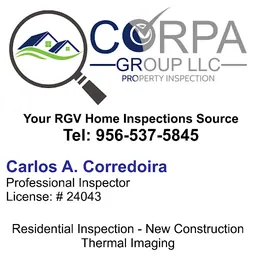 CORPA
GROUP LLC
PROPERTY INSPECTION
Your RGV Home Inspections Source
Tel: 956-537-5845
Carlos A. Corredoira
Professional Inspector
License: # 24043
Residential Inspection - New Construction
Thermal Imaging